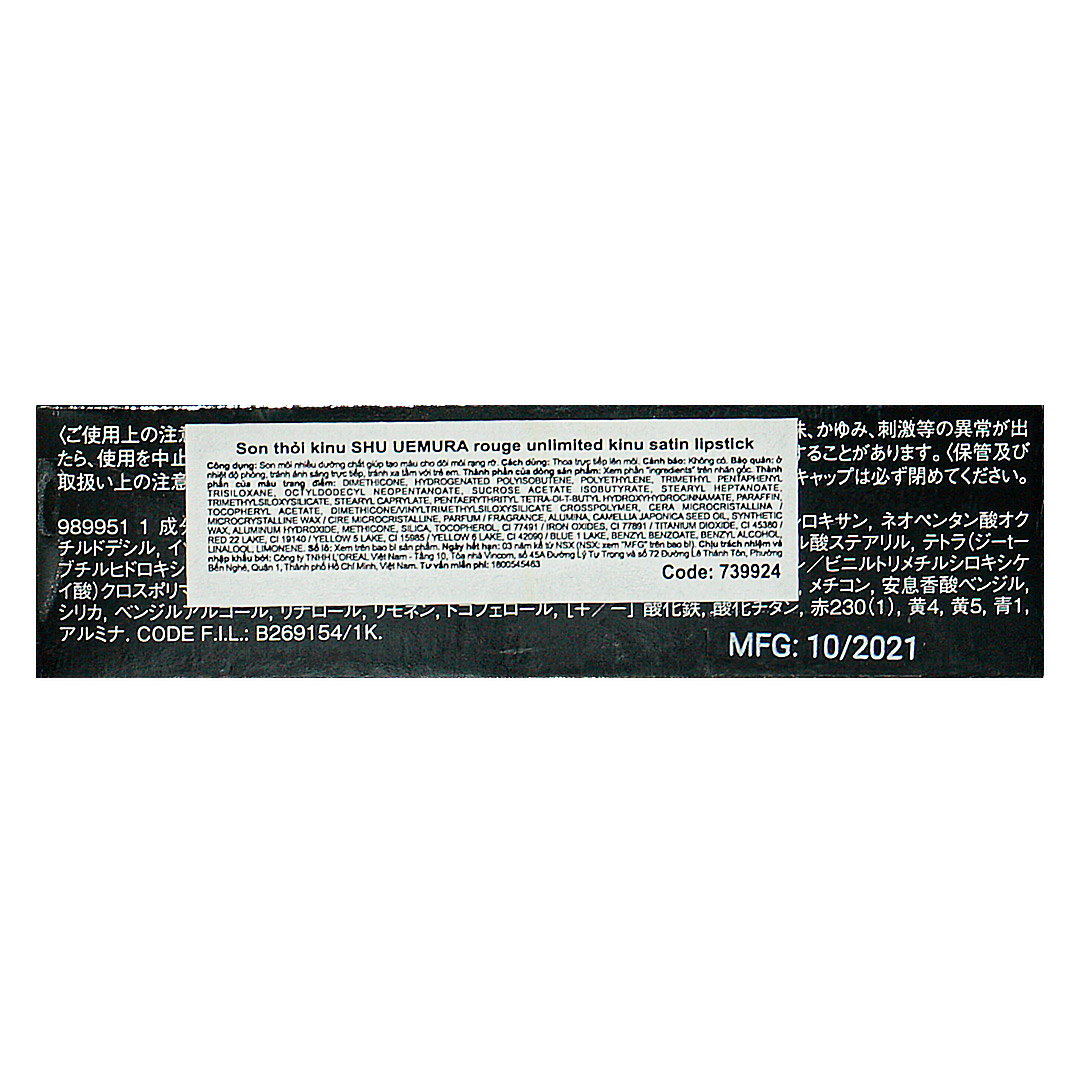 〈ご使用上の注意
味、かゆみ、刺激等の異常が出
たら、使用を中止
することがあります。〈保管及び
取扱い上の注意
キャップは必ず閉めてください。
989951 1 成分
シロキサン, ネオペンタン酸オク
チルドデシル, イソ
ル酸ステアリル, テトラ(ジーt一
ブチルヒドロキシ
ン／ビニルトリメチルシロキシケ
イ酸)クロスポリマ
メチコン, 安息香酸ベンジル,
シリカ, ベンジルアルコール, リナロール, リモネン, トコフェロール, [＋／ー] 酸化鉄, 酸化チタン, 赤230(1), 黄4, 黄5, 青1,
アルミナ. CODE F.I.L.: B269154/1K.
MFG: 10/2021
Son thỏi kinu SHU UEMURA rouge unlimited kinu satin lipstick
Công dụng: Son môi nhiều dưỡng chất giúp tạo màu cho đôi môi rạng rỡ. Cách dùng: Thoa trực tiếp lên môi. Cảnh báo: Không có. Bảo quản: ở
nhiệt độ phòng, tránh ánh sáng trực tiếp, tránh xa tầm với trẻ em. Thành phần của dòng sản phẩm: Xem phần "ingredients" trên nhãn gốc. Thành
phần của màu trang điểm: DIMETHICONE, HYDROGENATED POLYISOBUTENE, POLYETHYLENE, TRIMETHYL PENTAPHENYL
TRISILOXANE, OCTYLDODECYL NEOPENTANOATE, SUCROSE ACETATE ISOBUTYRATE, STEARYL HEPTANOATE,
TRIMETHYLSILOXYSILICATE, STEARYL CAPRYLATE, PENTAERYTHRITYL TETRA-DI-T-BUTYL HYDROXYHYDROCINNAMATE, PARAFFIN,
TOCOPHERYL ACETATE, DIMETHICONE/VINYLTRIMETHYLSILOXYSILICATE CROSSPOLYMER, CERA MICROCRISTALLINA /
MICROCRYSTALLINE WAX / CIRE MICROCRISTALLINE, PARFUM / FRAGRANCE, ALUMINA, CAMELLIA JAPONICA SEED OIL, SYNTHETIC
WAX, ALUMINUM HYDROXIDE, METHICONE, SILICA, TOCOPHEROL, CI 77491 / IRON OXIDES, CI 77891 / TITANIUM DIOXIDE, CI 45380 /
RED 22 LAKE, CI 19140 / YELLOW 5 LAKE, CI 15985 / YELLOW 6 LAKE, CI 42090 / BLUE 1 LAKE, BENZYL BENZOATE, BENZYL ALCOHOL,
LINALOOL, LIMONENE. Số lô: Xem trên bao bì sản phẩm. Ngày hết hạn: 03 năm kể từ NSX (NSX: xem "MFG" trên bao bì). Chịu trách nhiệm và
nhập khẩu bởi: Công ty TNHH L'OREAL Việt Nam - Tầng 10, Tòa nhà Vincom, số 45A Đường Lý Tự Trọng và số 72 Đường Lê Thánh Tôn, Phường
Bến Nghé, Quận 1, Thành phố Hồ Chí Minh, Việt Nam. Tư vấn miễn phí: 1800545463
Code: 739924